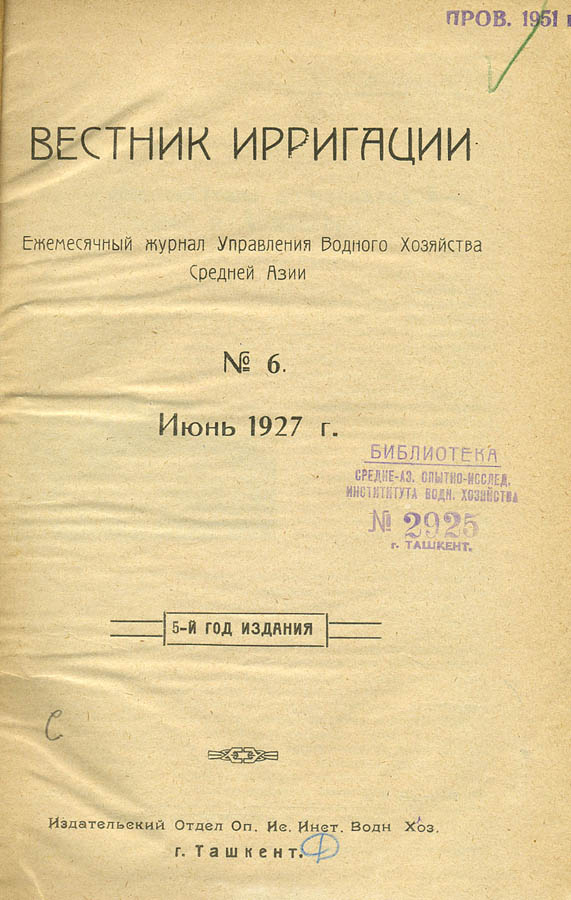 ПРОВ. 1951 г
ВЕСТНИК ИРРИГАЦИИ
Ежемесячный журнал Управления Водного Хозяйства
Средней Азии
№ 6.
Июнь 1927 г.
БИБЛИОТЕКА
СРЕДНЕ-АЗ. ОПЫТНО-ИССЛЕД.
ИНСТИТУТА ВОДН. ХОЗЯЙСТВА
№ 2925
г. ТАШКЕНТ.
5-Й ГОД ИЗДАНИЯ
С
Издательский Отдел Оп. Ис. Инст. Водн Хоз.
г. Ташкент.
Ф